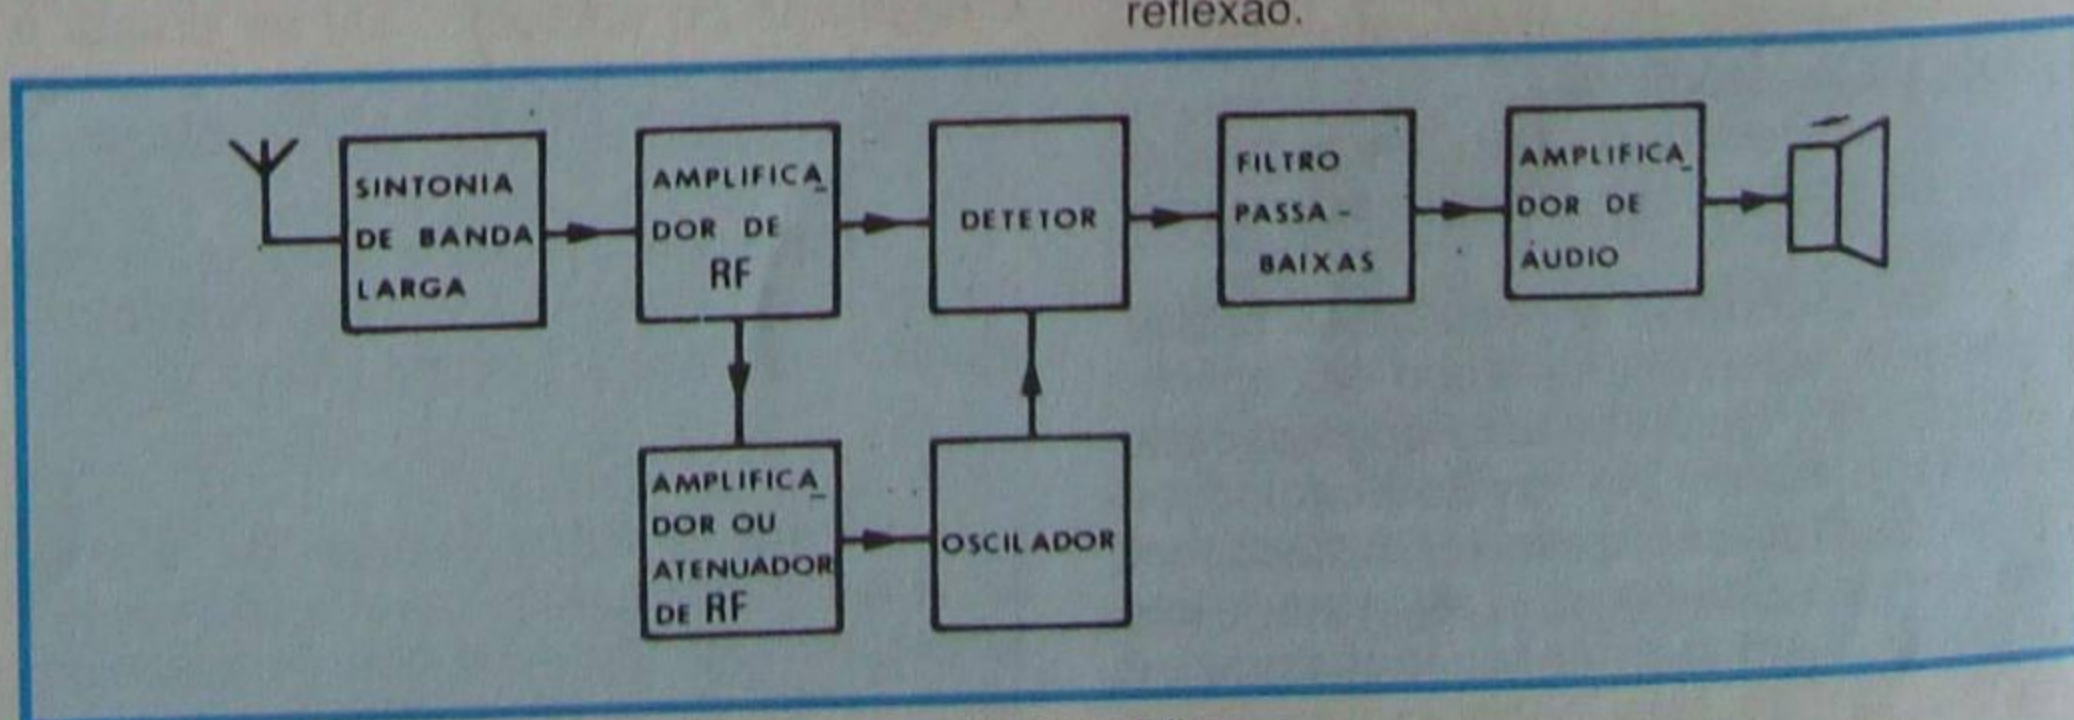 reflexão.
SINTONIA
DE BANDA
LARGA
AMPLIFICA_
DOR DE
RF
DETETOR
FILTRO
PASSA-
BAIXAS
AMPLIFICA_
DOR DE
ÁUDIO
AMPLIFICA_
DOR OU
ATENUADOR
DE RF
OSCILADOR